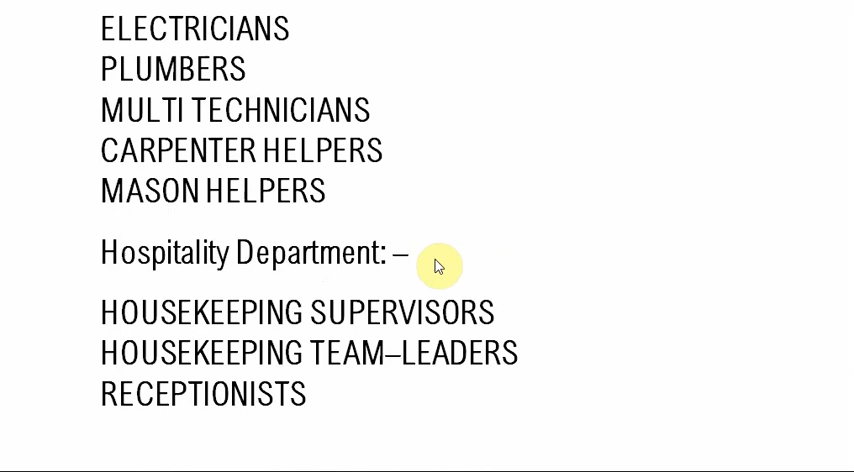 ELECTRICIANS
PLUMBERS
MULTI TECHNICIANS
CARPENTER HELPERS
MASON HELPERS
Hospitality Department: –
HOUSEKEEPING SUPERVISORS
HOUSEKEEPING TEAM–LEADERS
RECEPTIONISTS